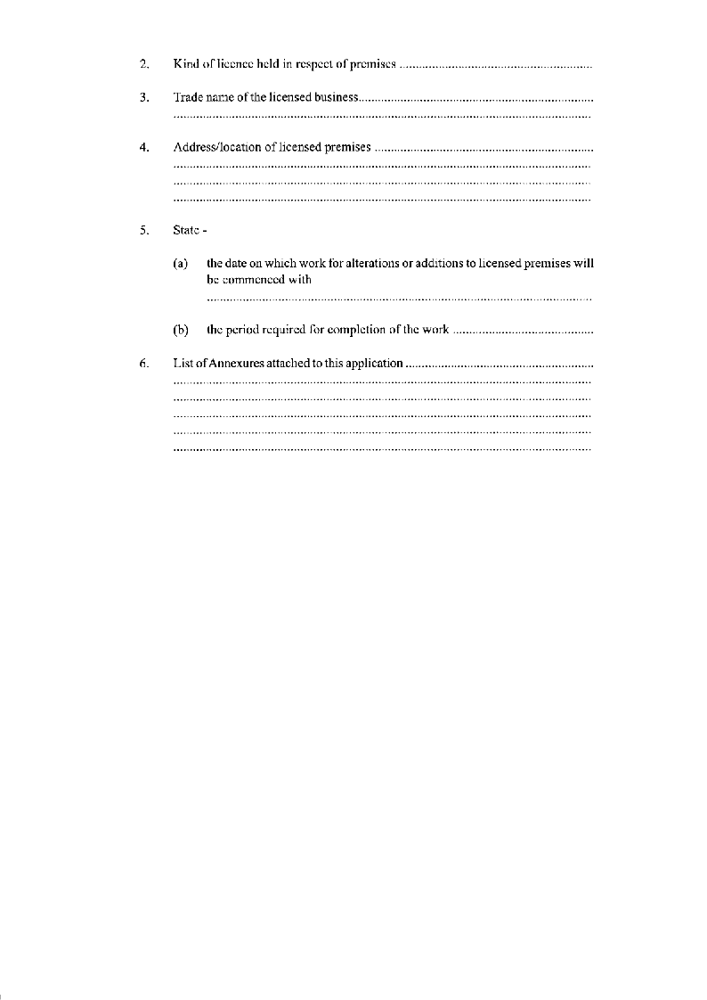 2. Kind of licence held in respect of premises ...........................................................
3. Trade name of the licensed business........................................................................
................................................................................................................................
4. Address/location of licensed premises ...................................................................
................................................................................................................................
................................................................................................................................
................................................................................................................................
5. State -
(a) the date on which work for alterations or additions to licensed premises will
be commenced with
......................................................................................................................
(b) the period required for completion of the work ...........................................
6. List of Annexures attached to this application ..........................................................
................................................................................................................................
................................................................................................................................
................................................................................................................................
................................................................................................................................
................................................................................................................................